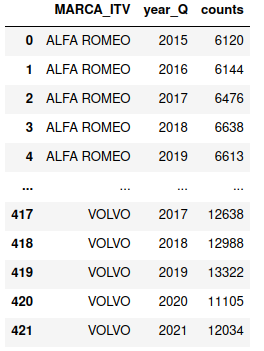 MARCA_ITV year_Q counts
0 ALFA ROMEO 2015 6120
1 ALFA ROMEO 2016 6144
2 ALFA ROMEO 2017 6476
3 ALFA ROMEO 2018 6638
4 ALFA ROMEO 2019 6613
... ... ... ...
417 VOLVO 2017 12638
418 VOLVO 2018 12988
419 VOLVO 2019 13322
420 VOLVO 2020 11105
421 VOLVO 2021 12034